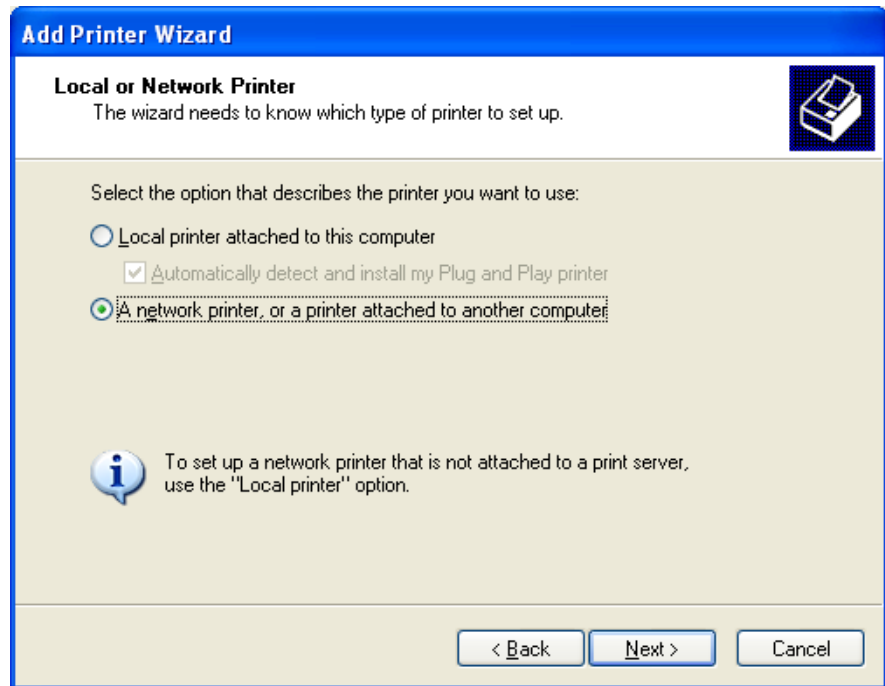 Add Printer Wizard
Local or Network Printer
The wizard needs to know which type of printer to set up.
Select the option that describes the printer you want to use:
Local printer attached to this computer
Automatically detect and install my Plug and Play printer
A network printer, or a printer attached to another computer
To set up a network printer that is not attached to a print server,
use the "Local printer" option.
< Back Next > Cancel